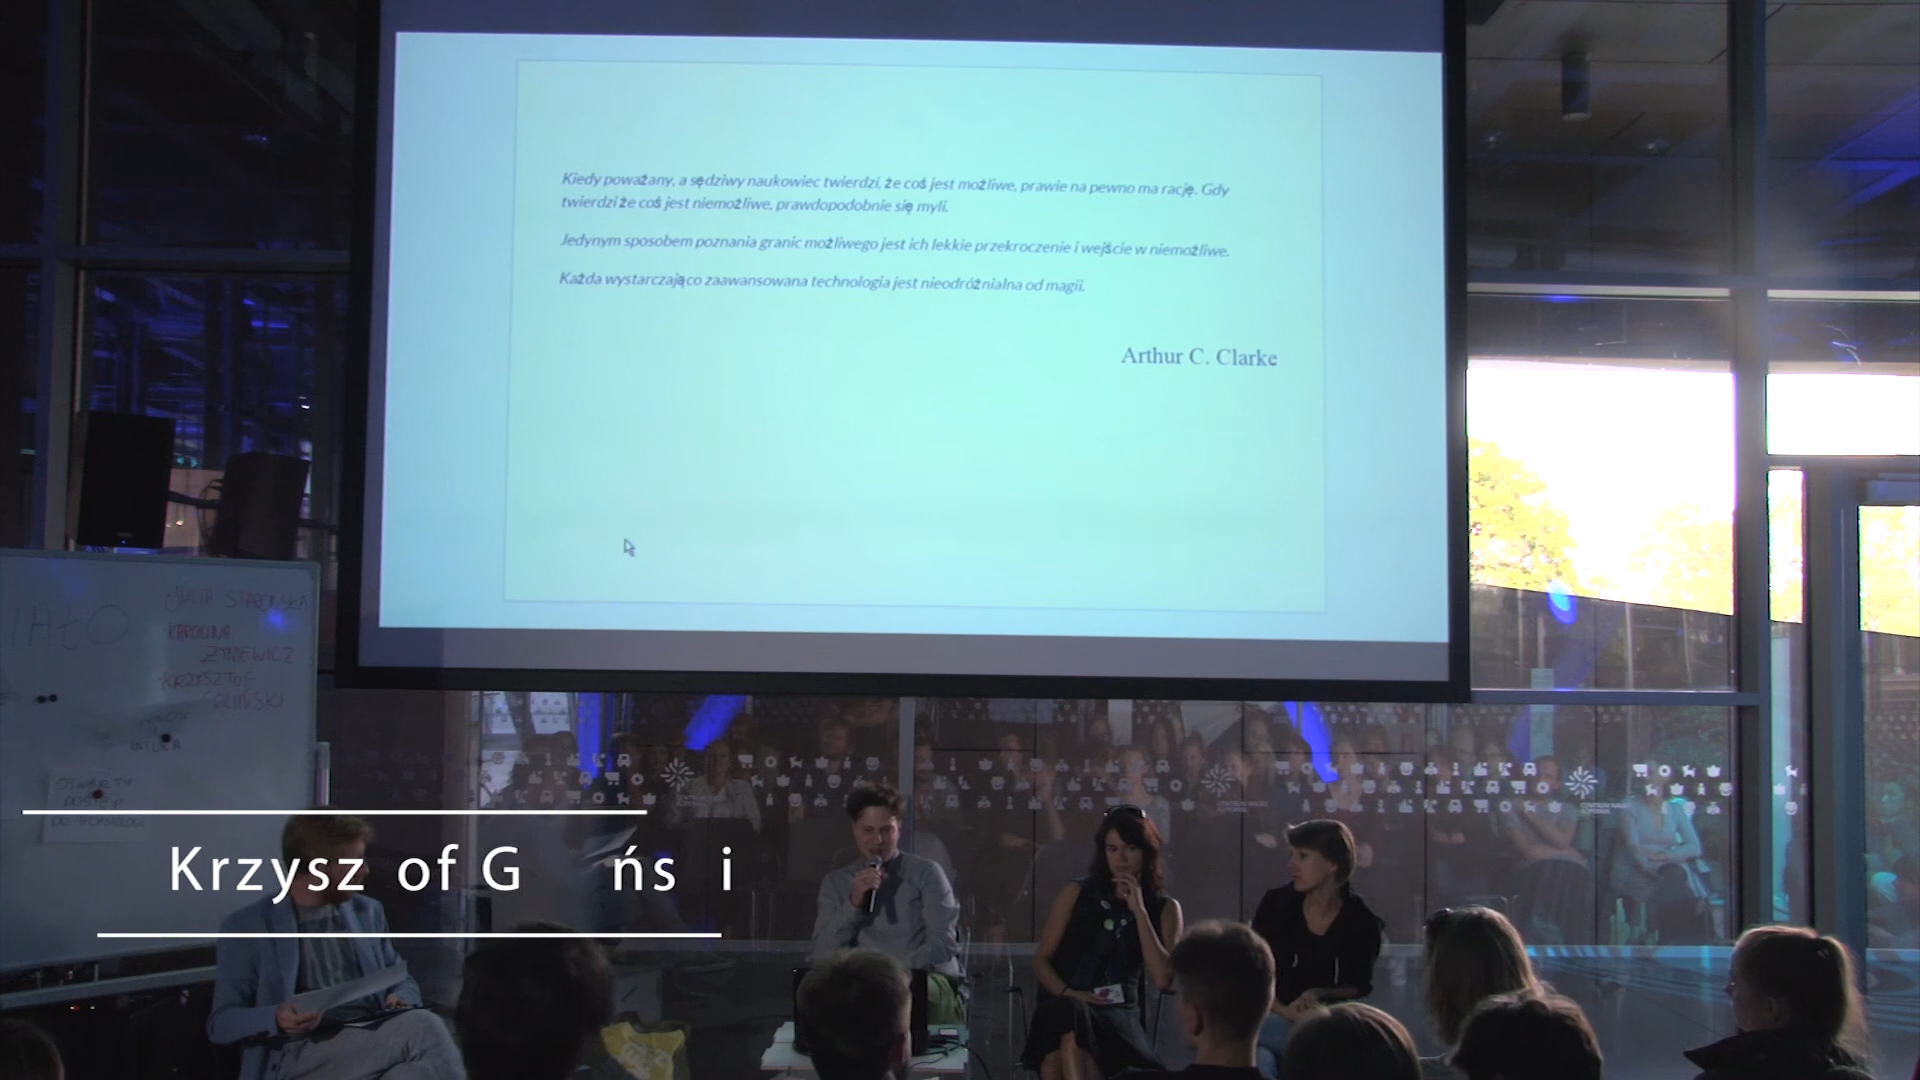 Kiedy poważany, a sędziwy naukowiec twierdzi, że coś jest możliwe, prawie na pewno ma rację. Gdy
twierdzi że coś jest niemożliwe, prawdopodobnie się myli.
Jedynym sposobem poznania granic możliwego jest ich lekkie przekroczenie i wejście w niemożliwe.
Każda wystarczająco zaawansowana technologia jest nieodróżnialna od magii.
Arthur C. Clarke
KAROLINA
KRZYSZTOF
Krzysz of G ńs i